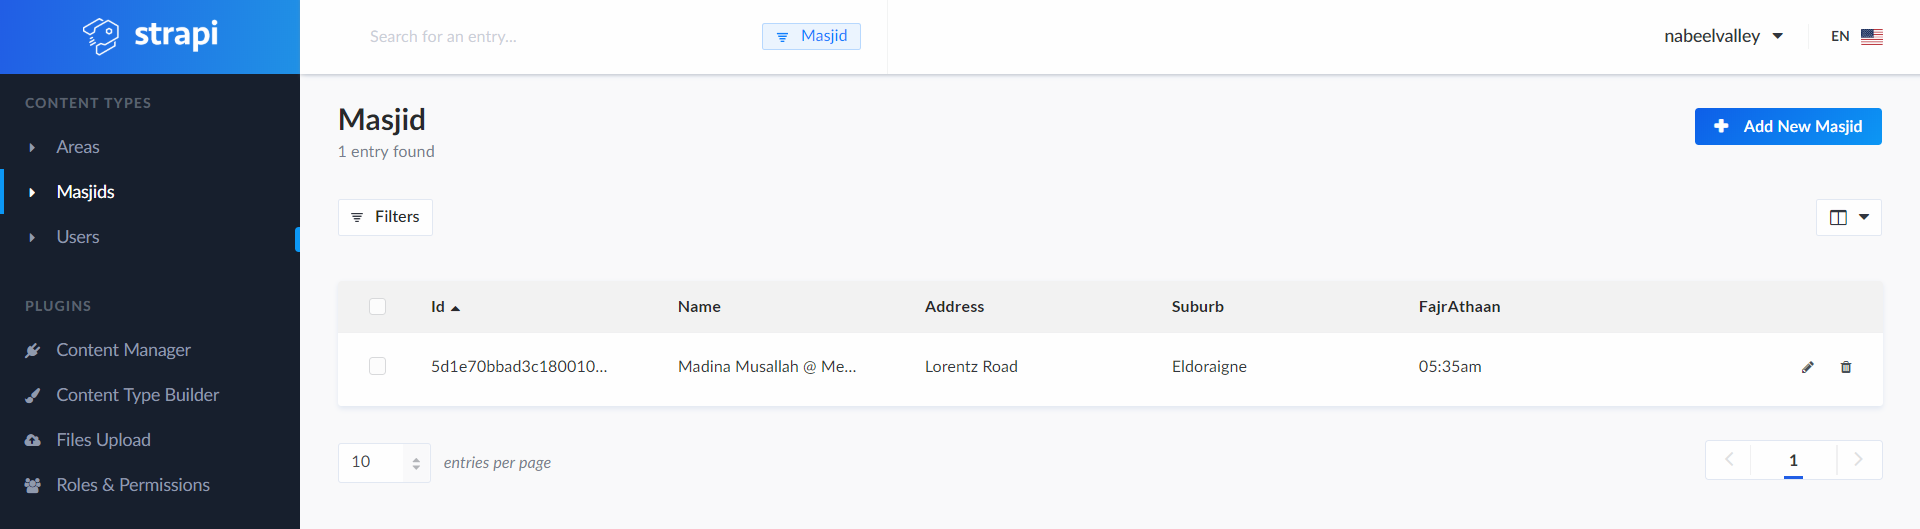 strapi
Search for an entry...
Masjid
nabeelvalley
EN
CONTENT TYPES
Areas
Masjids
Users
PLUGINS
Content Manager
Content Type Builder
Files Upload
Roles & Permissions
Masjid
1 entry found
Add New Masjid
Filters
Id Name Address Suburb FajrAthaan
5d1e70bbad3c180010... Madina Musallah @ Me... Lorentz Road Eldoraigne 05:35am
10 entries per page
1